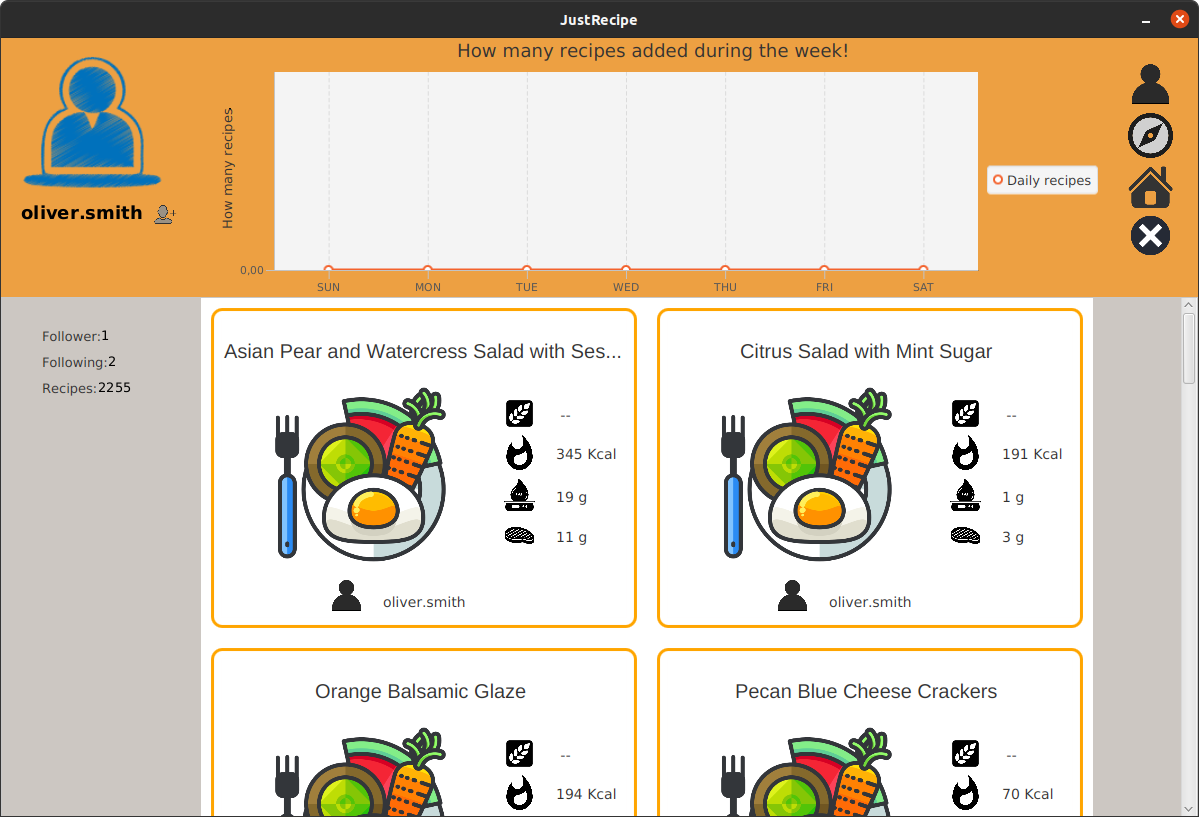 JustRecipe
How many recipes added during the week!
How many recipes
0,00
SUN MON TUE WED THU FRI SAT
Daily recipes
oliver.smith
Follower:1
Following:2
Recipes:2255
Asian Pear and Watercress Salad with Ses...
--
345 Kcal
19 g
11 g
oliver.smith
Citrus Salad with Mint Sugar
--
191 Kcal
1 g
3 g
oliver.smith
Orange Balsamic Glaze
--
194 Kcal
Pecan Blue Cheese Crackers
--
70 Kcal